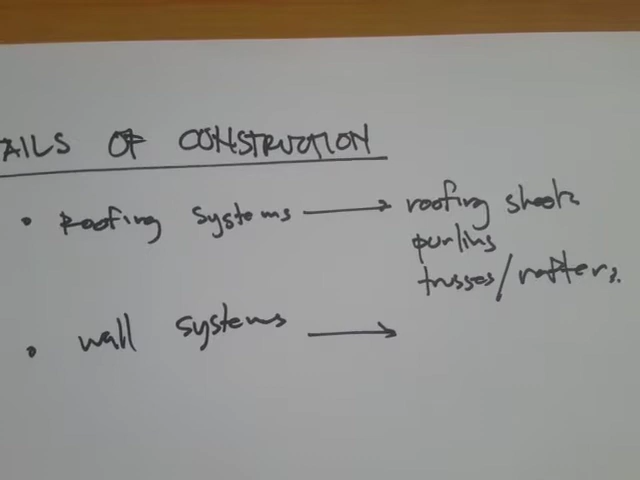 AILS OF CONSTRUCTION
• Roofing systems → roofing sheets
purlins
trusses/rafters.
• wall systems →